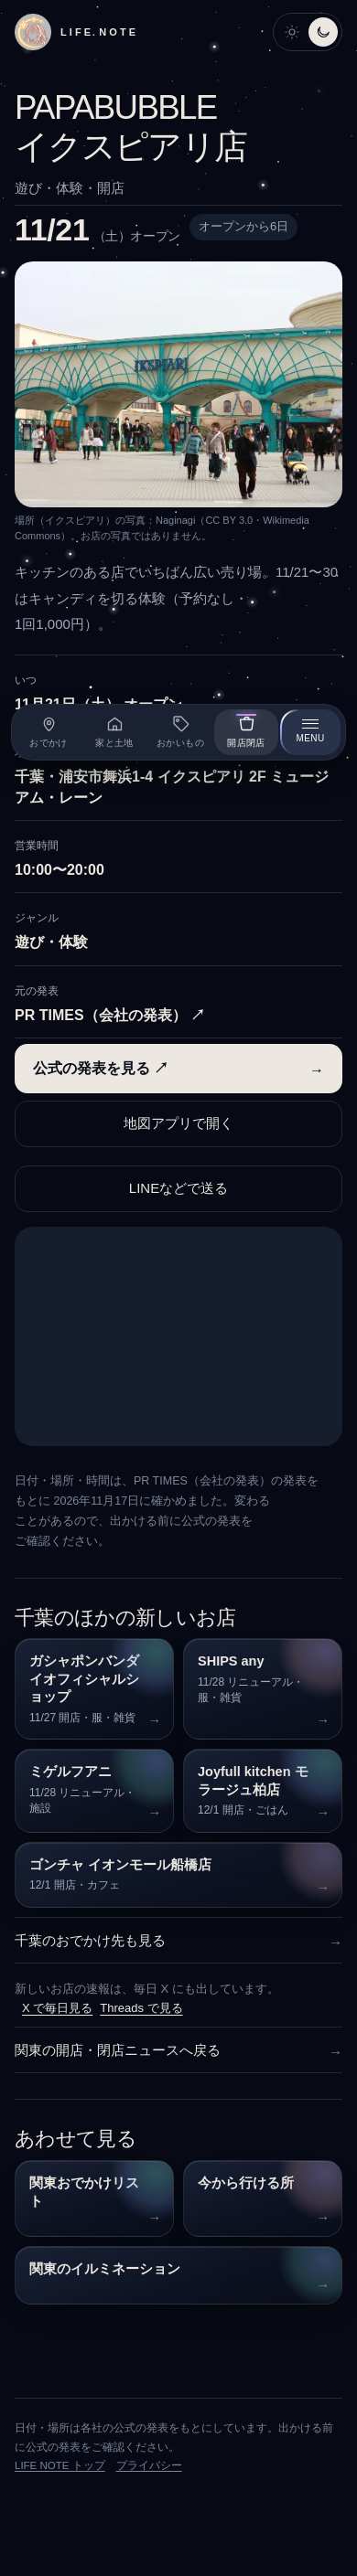 LIFE NOTE
PAPABUBBLE
イクスピアリ店
遊び・体験・開店
11/21（土）オープン
オープンから6日
IKSPIARI
場所（イクスピアリ）の写真：Naginagi（CC BY 3.0・Wikimedia
Commons）。お店の写真ではありません。
キッチンのある店でいちばん広い売り場。11/21〜30
はキャンディを切る体験（予約なし・
1回1,000円）。
いつ
11月21日（土）オープン
おでかけ
家と土地
おかいもの
開店閉店
MENU
千葉・浦安市舞浜1-4 イクスピアリ 2F ミュージ
アム・レーン
営業時間
10:00〜20:00
ジャンル
遊び・体験
元の発表
PR TIMES（会社の発表）↗
公式の発表を見る ↗ →
地図アプリで開く
LINEなどで送る
日付・場所・時間は、PR TIMES（会社の発表）の発表を
もとに 2026年11月17日に確かめました。変わる
ことがあるので、出かける前に公式の発表を
ご確認ください。
千葉のほかの新しいお店
ガシャポンバンダ
イオフィシャルシ
ョップ
11/27 開店・服・雑貨 →
SHIPS any
11/28 リニューアル・
服・雑貨 →
ミゲルフアニ
11/28 リニューアル・
施設 →
Joyfull kitchen モ
ラージュ柏店
12/1 開店・ごはん →
ゴンチャ イオンモール船橋店
12/1 開店・カフェ →
千葉のおでかけ先も見る →
新しいお店の速報は、毎日 X にも出しています。
X で毎日見る Threads で見る
関東の開店・閉店ニュースへ戻る →
あわせて見る
関東おでかけリス
ト →
今から行ける所 →
関東のイルミネーション →
日付・場所は各社の公式の発表をもとにしています。出かける前
に公式の発表をご確認ください。
LIFE NOTE トップ プライバシー